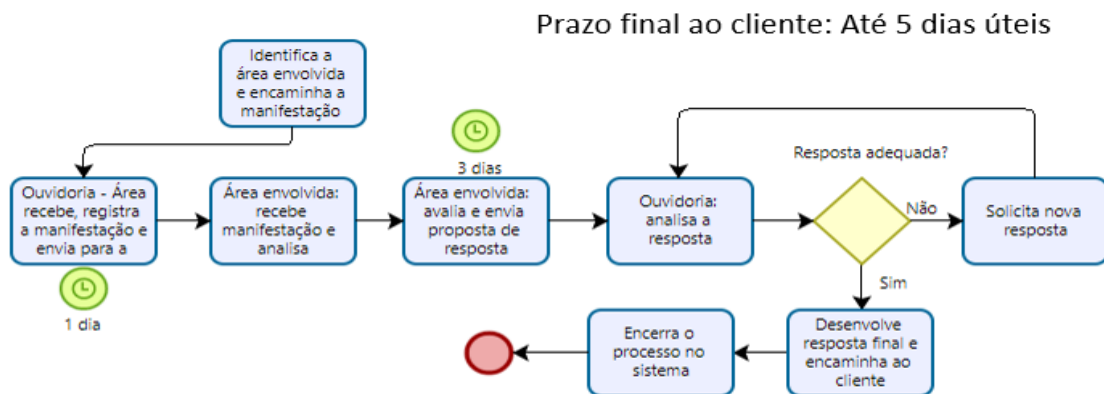 Prazo final ao cliente: Até 5 dias úteis
Identifica a
área envolvida
e encaminha a
manifestação
3 dias
Resposta adequada?
Ouvidoria - Área
recebe, registra
a manifestação e
envia para a
Área envolvida:
recebe
manifestação e
analisa
Área envolvida:
avalia e envia
proposta de
resposta
Ouvidoria:
analisa a
resposta
Não
Solicita nova
resposta
1 dia
Sim
Encerra o
processo no
sistema
Desenvolve
resposta final e
encaminha ao
cliente